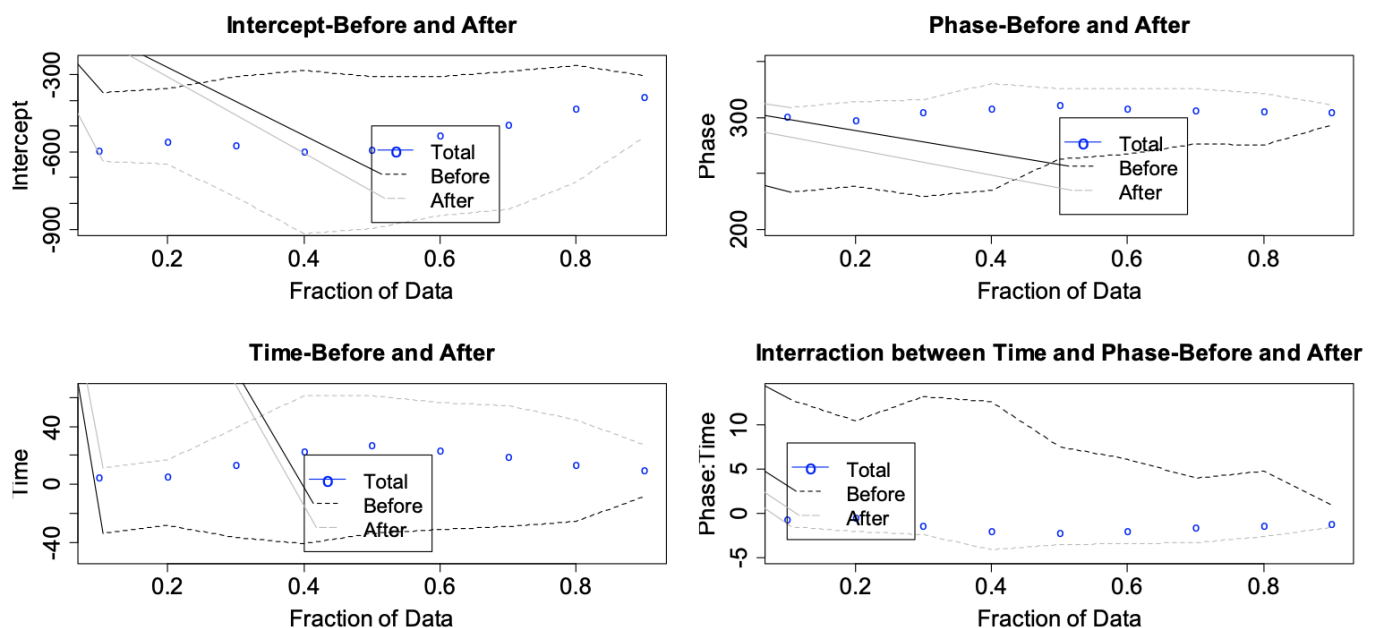 Intercept-Before and After
Intercept
-300
-600
-900
Total
Before
After
0.2 0.4 0.6 0.8
Fraction of Data
Phase-Before and After
Phase
300
200
Total
Before
After
0.2 0.4 0.6 0.8
Fraction of Data
Time-Before and After
Time
40
0
-40
Total
Before
After
0.2 0.4 0.6 0.8
Fraction of Data
Interraction between Time and Phase-Before and After
Phase:Time
10
5
0
-5
Total
Before
After
0.2 0.4 0.6 0.8
Fraction of Data